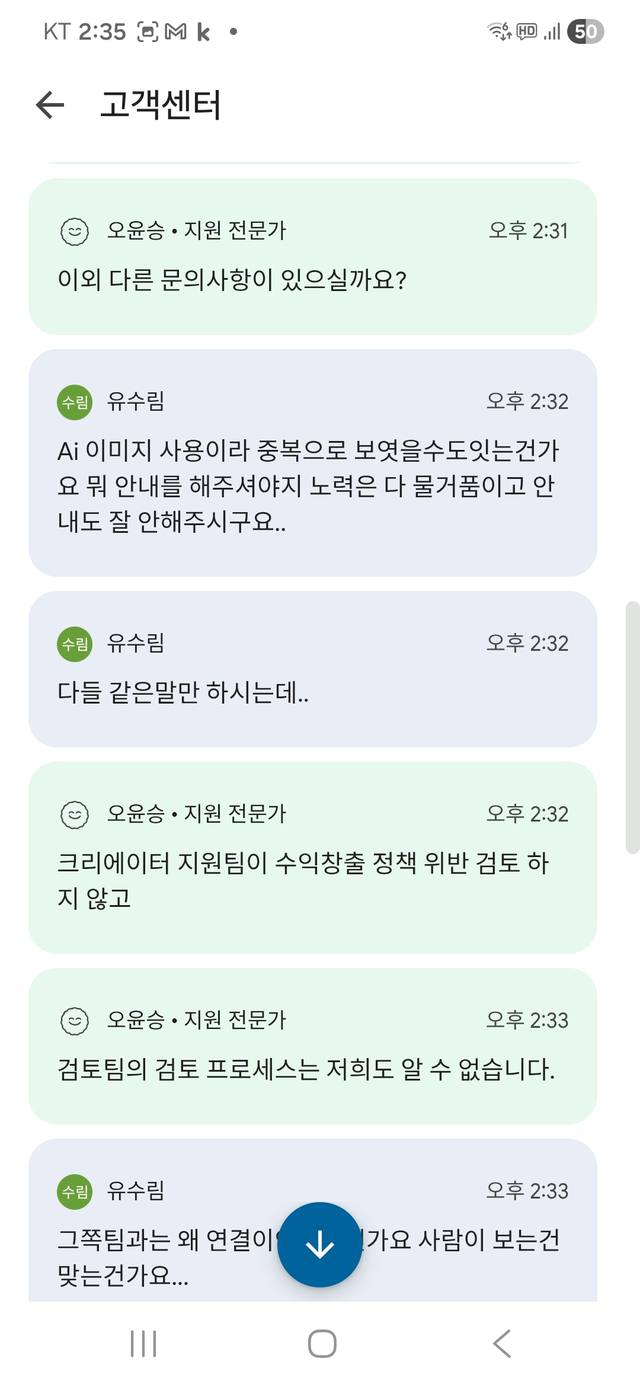 KT 2:35 k
HD 50
고객센터
오윤승 • 지원 전문가 오후 2:31
이외 다른 문의사항이 있으실까요?
수림 유수림 오후 2:32
Ai 이미지 사용이라 중복으로 보엿을수도잇는건가
요 뭐 안내를 해주셔야지 노력은 다 물거품이고 안
내도 잘 안해주시구요..
수림 유수림 오후 2:32
다들 같은말만 하시는데..
오윤승 • 지원 전문가 오후 2:32
크리에이터 지원팀이 수익창출 정책 위반 검토 하
지 않고
오윤승 • 지원 전문가 오후 2:33
검토팀의 검토 프로세스는 저희도 알 수 없습니다.
수림 유수림 오후 2:33
그쪽팀과는 왜 사람이 보는건
맞는건가요...